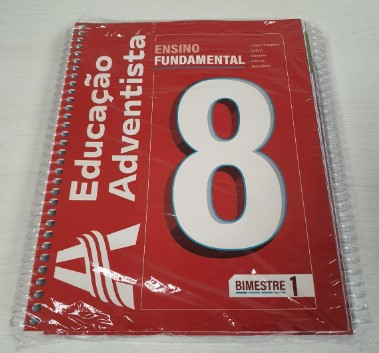 Educação
Adventista
ENSINO
FUNDAMENTAL
8
BIMESTRE 1